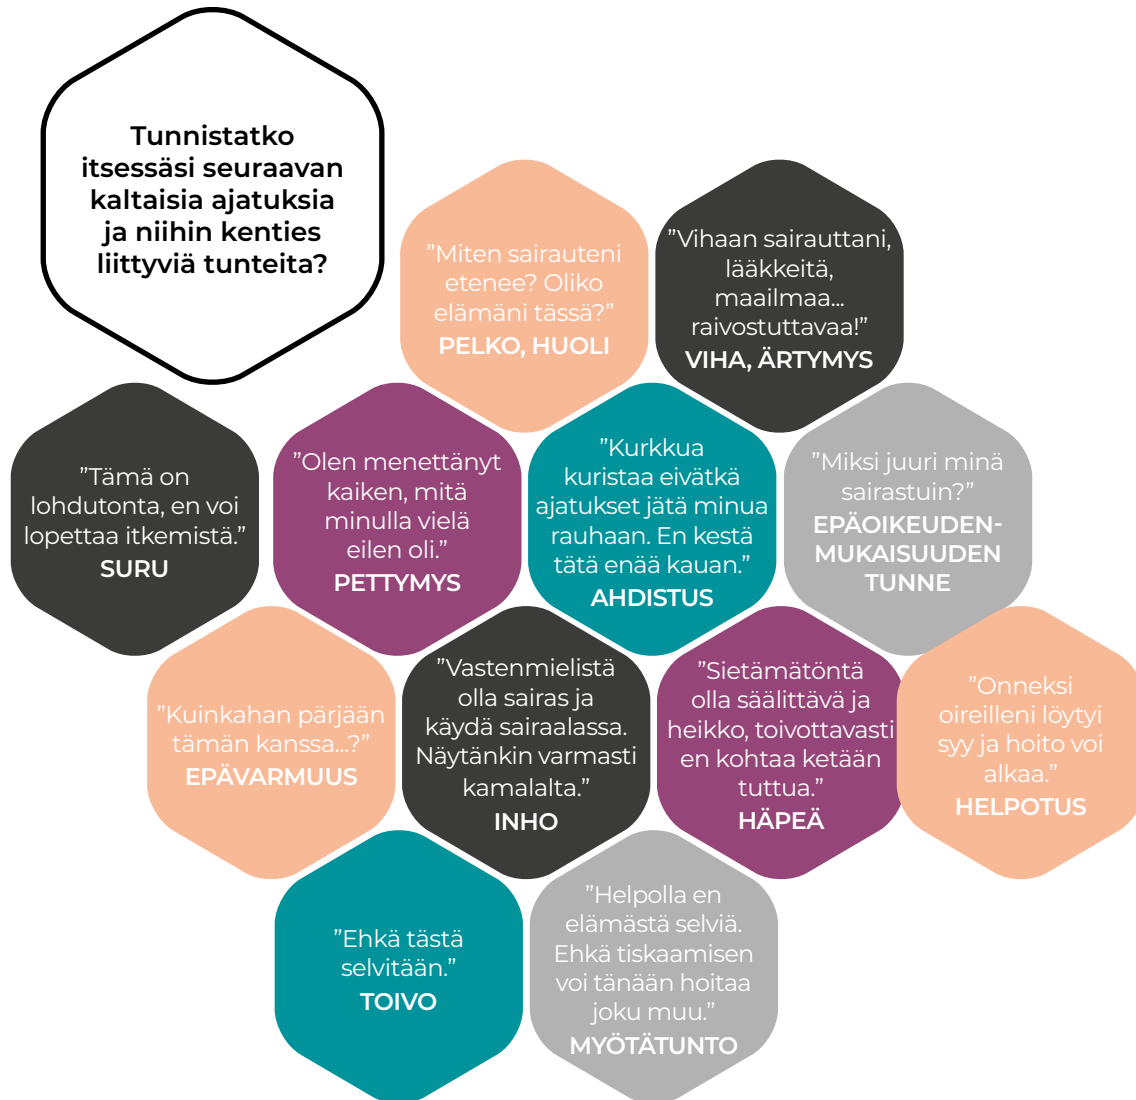 Tunnistatko
itsessäsi seuraavan
kaltaisia ajatuksia
ja niihin kenties
liittyviä tunteita?
”Miten sairauteni
etenee? Oliko
elämäni tässä?”
PELKO, HUOLI
”Vihaan sairauttani,
lääkkeitä,
maailmaa...
raivostuttavaa!”
VIHA, ÄRTYMYS
”Tämä on
lohdutonta, en voi
lopettaa itkemistä.”
SURU
”Olen menettänyt
kaiken, mitä
minulla vielä
eilen oli.”
PETTYMYS
”Kurkkua
kuristaa eivätkä
ajatukset jätä minua
rauhaan. En kestä
tätä enää kauan.”
AHDISTUS
”Miksi juuri minä
sairastuin?”
EPÄOIKEUDEN-
MUKAISUUDEN
TUNNE
”Kuinkahan pärjään
tämän kanssa...?”
EPÄVARMUUS
”Vastenmielistä
olla sairas ja
käydä sairaalassa.
Näytänkin varmasti
kamalalta.”
INHO
”Sietämätöntä
olla säälittävä ja
heikko, toivottavasti
en kohtaa ketään
tuttua.”
HÄPEÄ
”Onneksi
oireilleni löytyi
syy ja hoito voi
alkaa.”
HELPOTUS
”Ehkä tästä
selvitään.”
TOIVO
”Helpolla en
elämästä selviä.
Ehkä tiskaamisen
voi tänään hoitaa
joku muu.”
MYÖTÄTUNTO